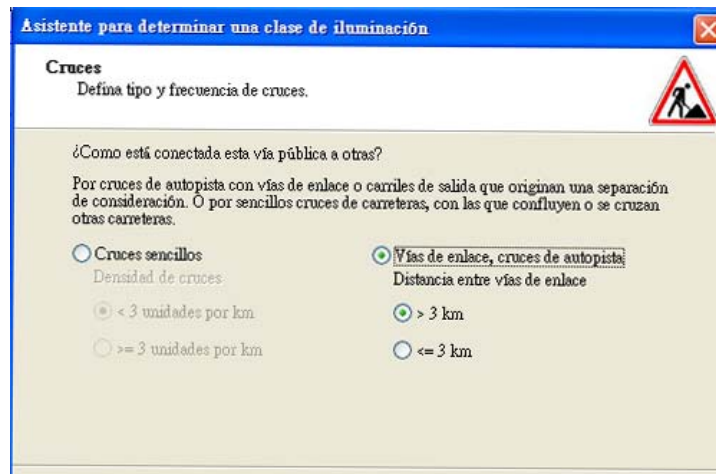 Asistente para determinar una clase de iluminación
Cruces
Defina tipo y frecuencia de cruces.
¿Como está conectada esta vía pública a otras?
Por cruces de autopista con vías de enlace o carriles de salida que originan una separación
de consideración. O por sencillos cruces de carreteras, con las que confluyen o se cruzan
otras carreteras.
Cruces sencillos
Densidad de cruces
< 3 unidades por km
>= 3 unidades por km
Vías de enlace, cruces de autopista
Distancia entre vías de enlace
> 3 km
<= 3 km